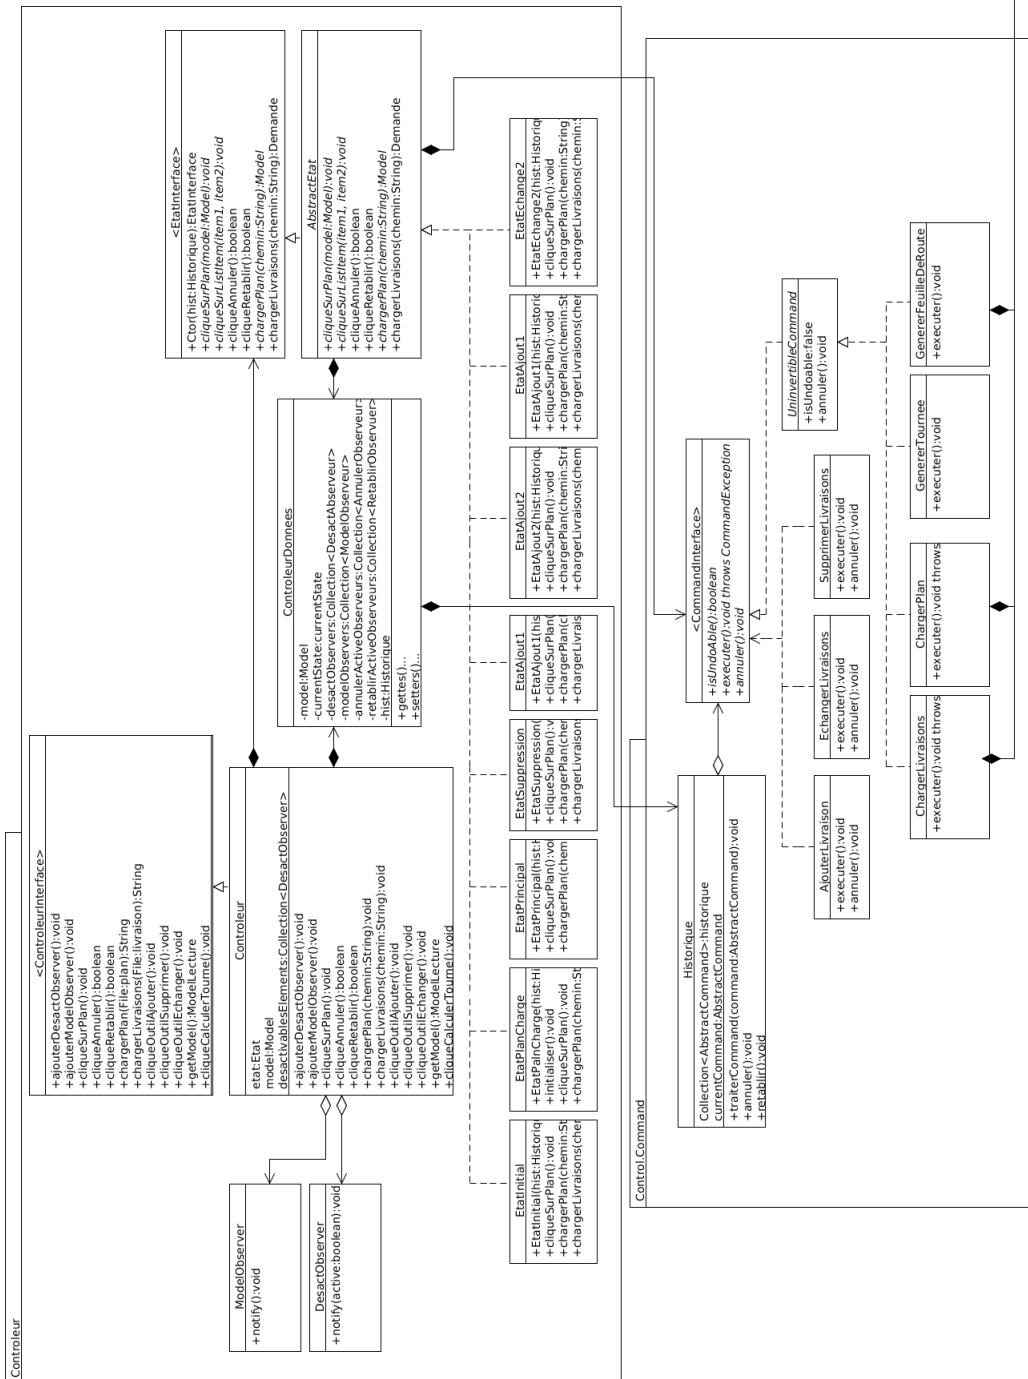 Controleur
<ControleurInterface>
+ajouterDesactObserver():void
+ajouterModelObserver():void
+cliqueSurPlan():void
+cliqueAnnuler():boolean
+cliqueRetablir():boolean
+chargerPlan(File:plan):String
+chargerLivraisons(File:livraison):String
+cliqueOutilAjouter():void
+cliqueOutilSupprimer():void
+cliqueOutilEchanger():void
+getModel():ModelLecture
+cliqueCalculerTourne():void
<EtatInterface>
+Ctor(hist:Historique):EtatInterface
+cliqueSurPlan(model:Model):void
+cliqueSurListItem(item1, item2):void
+cliqueAnnuler():boolean
+cliqueRetablir():boolean
+chargerPlan(chemin:String):Model
+chargerLivraisons(chemin:String):Demande
ModelObserver
+notify():void
Controleur
etat:Etat
model:Model
desactivablesElements:Collection<DesactObserver>
+ajouterDesactObserver():void
+ajouterModelObserver():void
+cliqueSurPlan():void
+cliqueAnnuler():boolean
+cliqueRetablir():boolean
+chargerPlan(chemin:String):void
+chargerLivraisons(chemin:String):void
+cliqueOutilAjouter():void
+cliqueOutilSupprimer():void
+cliqueOutilEchanger():void
+getModel():ModelLecture
+cliqueCalculerTourne():void
ControleurDonnees
-model:Model
-currentState:currentState
-desactObservers:Collection<DesactAbserveur>
-modelObservers:Collection<ModelObserveur>
-annulerActiveObserveurs:Collection<AnnulerObserveur>
-retablirActiveObserveurs:Collection<RetablirObservuer>
-hist:Historique
+gettes()...
+setters()...
AbstractEtat
+cliqueSurPlan(model:Model):void
+cliqueSurListItem(item1, item2):void
+cliqueAnnuler():boolean
+cliqueRetablir():boolean
+chargerPlan(chemin:String):Model
+chargerLivraisons(chemin:String):Demande
DesactObserver
+notify(active:boolean):void
EtatInitial
+EtatInitial(hist:Historiq
+cliqueSurPlan():void
+chargerPlan(chemin:St
+chargerLivraisons(cher
EtatPlanCharge
+EtatPalnCharge(hist:Hi
+initialiser():void
+cliqueSurPlan():void
+chargerPlan(chemin:St
EtatPrincipal
+EtatPrincipal(hist:H
+cliqueSurPlan():voi
+chargerPlan(chem
EtatSuppression
+EtatSuppression(
+cliqueSurPlan():v
+chargerPlan(cher
+chargerLivraison:
EtatAjout1
+EtatAjout1(his
+cliqueSurPlan(
+chargerPlan(cl
+chargerLivrais
EtatAjout2
+EtatAjout2(hist:Historiqu
+cliqueSurPlan():void
+chargerPlan(chemin:Stri
+chargerLivraisons(chem
EtatAjout1
+EtatAjout1(hist:Historic
+cliqueSurPlan():void
+chargerPlan(chemin:St
+chargerLivraisons(cher
EtatEchange2
+EtatEchange2(hist:Historiq
+cliqueSurPlan():void
+chargerPlan(chemin:String
+chargerLivraisons(chemin:S
Control.Command
Historique
Collection<AbstractCommand>:historique
currentCommand:AbstractCommand
+traiterCommand(command:AbstractCommand):void
+annuler():void
+retablir():void
<CommandInterface>
+isUndoAble():boolean
+executer():void throws CommandException
+annuler():void
UninvertibleCommand
+isUndoable:false
+annuler():void
AjouterLivraison
+executer():void
+annuler():void
EchangerLivraisons
+executer():void
+annuler():void
SupprimerLivraisons
+executer():void
+annuler():void
ChargerLivraisons
+executer():void throws
ChargerPlan
+executer():void throws
GenererTournee
+executer():void
GenererFeuilleDeRoute
+executer():void